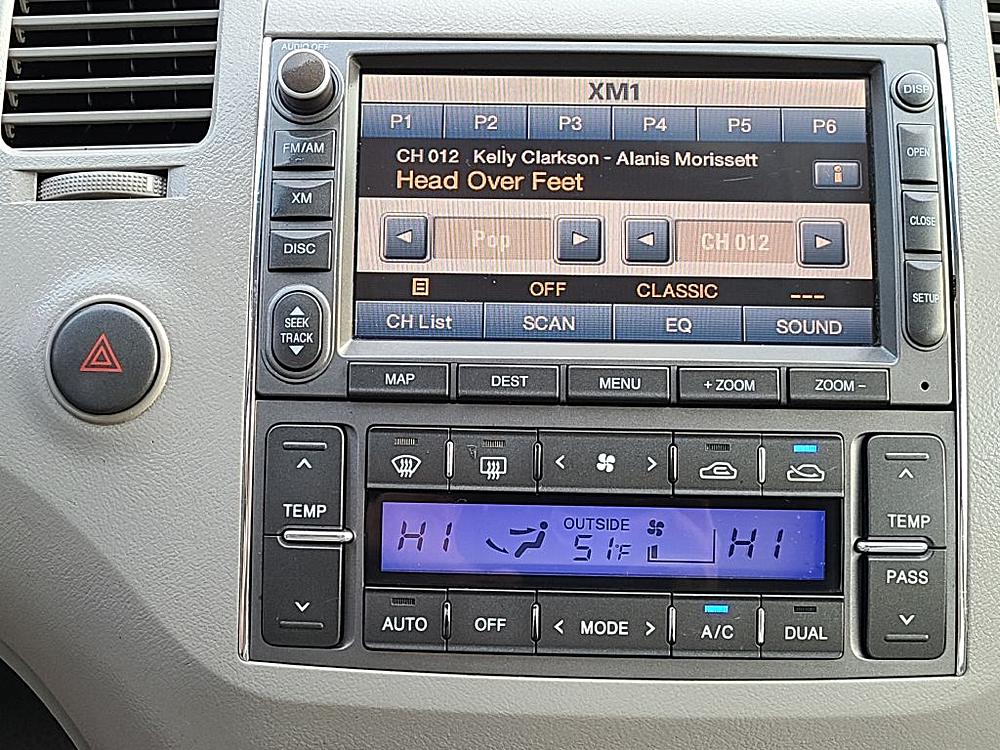 AUDIO OFF
XM1
DISP
P1 P2 P3 P4 P5 P6
FM/AM
CH 012 Kelly Clarkson - Alanis Morissett
OPEN
Head Over Feet
i
XM
Pop
CH 012
CLOSE
DISC
OFF
CLASSIC
---
SETUP
SEEK
TRACK
CH List
SCAN
EQ
SOUND
MAP
DEST
MENU
+ ZOOM
ZOOM -
TEMP
< >
TEMP
HI
OUTSIDE
51°F
HI
PASS
AUTO
OFF
< MODE >
A/C
DUAL